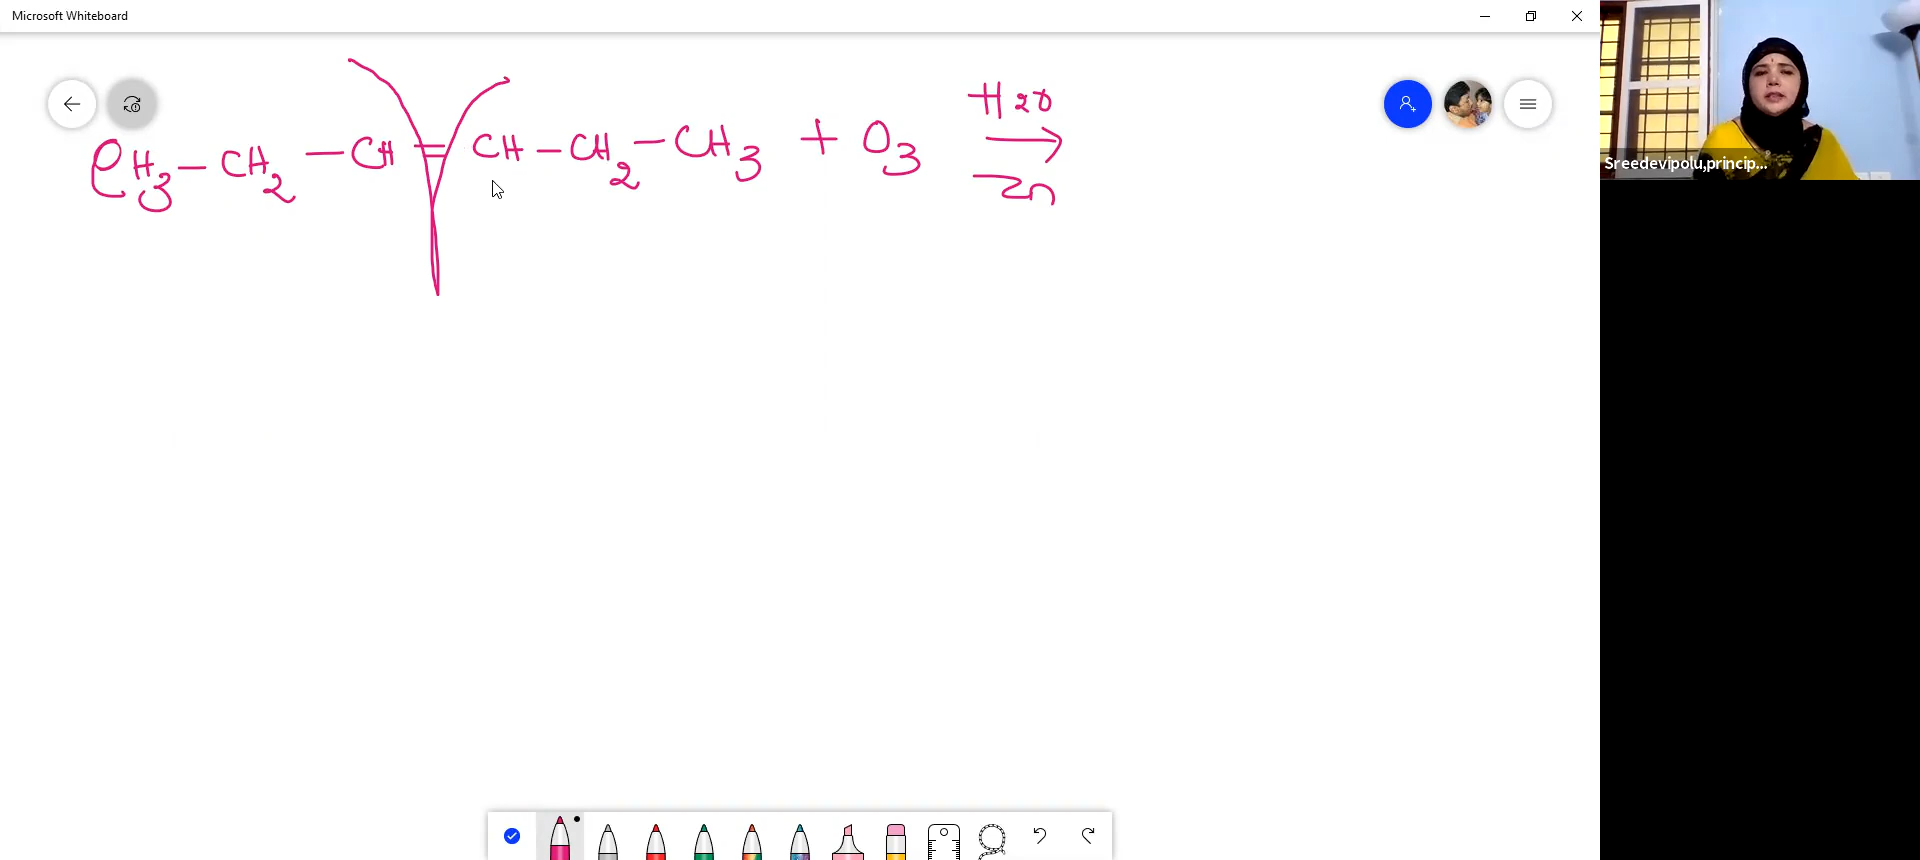 Microsoft Whiteboard
H2O
CH3 — CH2 — CH = CH — CH2 — CH3 + O3 →
Zn
Sreedevipolu,princip...